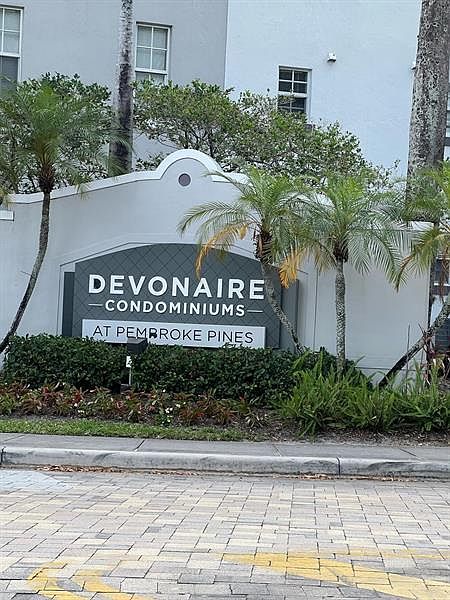 DEVONAIRE
CONDOMINIUMS
AT PEMBROKE PINES